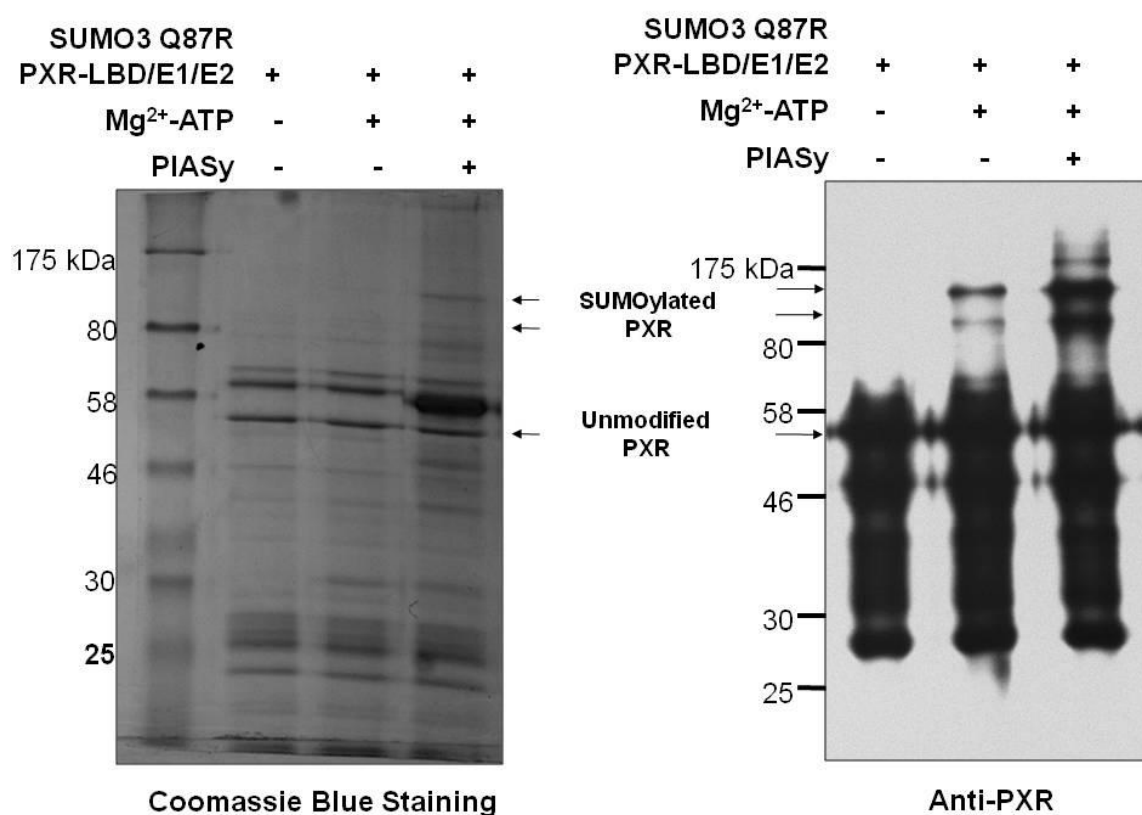 SUMO3 Q87R
PXR-LBD/E1/E2 + + +
Mg²⁺-ATP - + +
PIASy - - +
175 kDa
80
58
46
30
25
Coomassie Blue Staining
SUMOylated
PXR
Unmodified
PXR
SUMO3 Q87R
PXR-LBD/E1/E2 + + +
Mg²⁺-ATP - + +
PIASy - - +
175 kDa
80
58
46
30
25
Anti-PXR